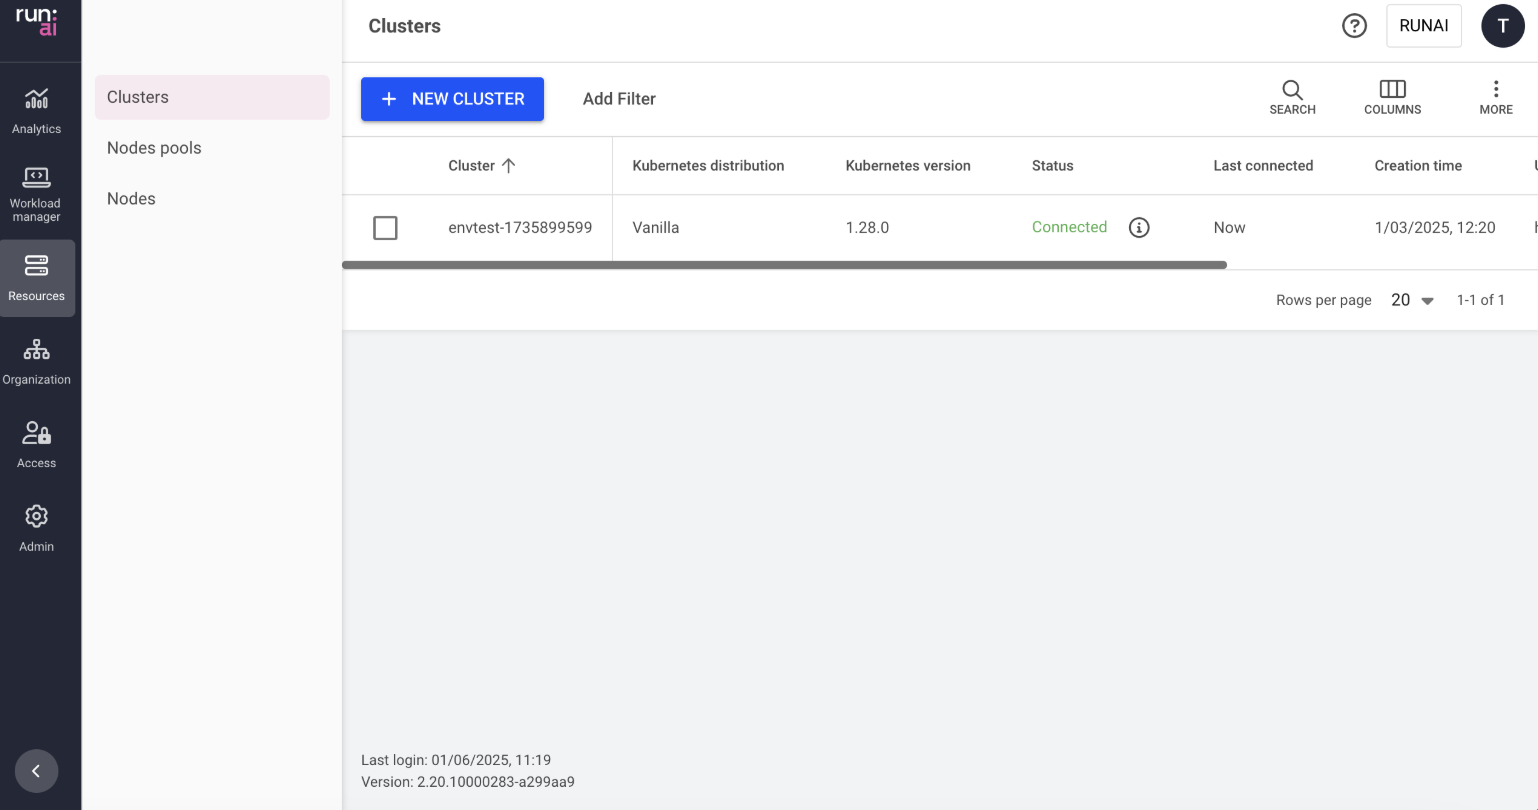 run:
ai
Analytics
Workload
manager
Resources
Organization
Access
Admin
Clusters
Nodes pools
Nodes
Clusters
RUNAI
T
NEW CLUSTER
Add Filter
SEARCH
COLUMNS
MORE
Cluster Kubernetes distribution Kubernetes version Status Last connected Creation time
envtest-1735899599 Vanilla 1.28.0 Connected Now 1/03/2025, 12:20
Rows per page 20 1-1 of 1
Last login: 01/06/2025, 11:19
Version: 2.20.10000283-a299aa9